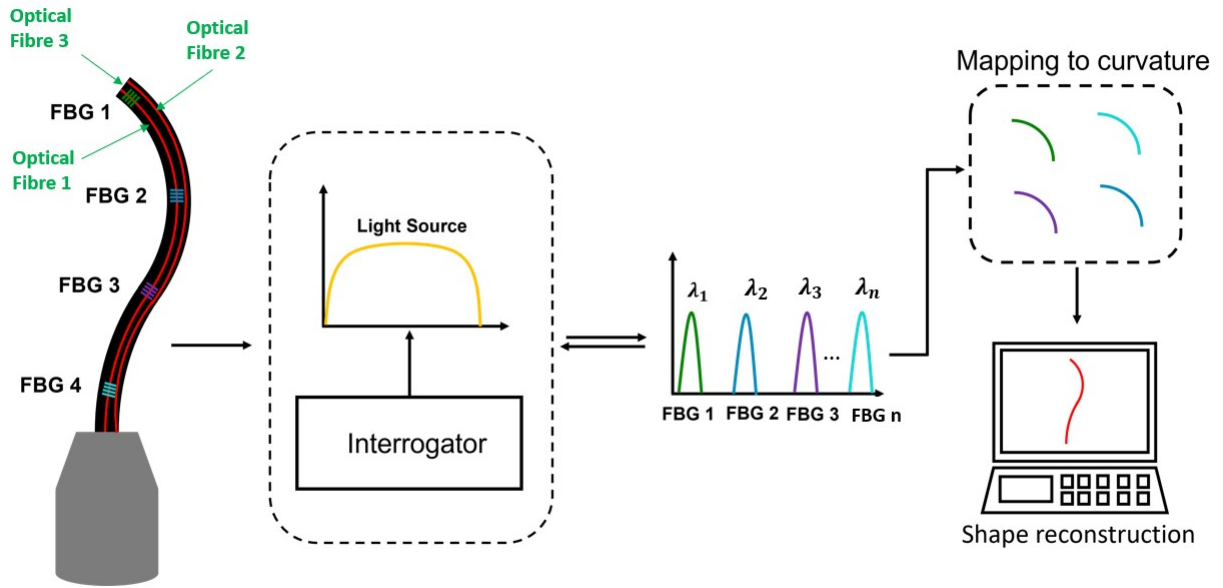 Optical
Fibre 3
Optical
Fibre 2
FBG 1
Optical
Fibre 1
FBG 2
FBG 3
FBG 4
Light Source
Interrogator
λ₁ λ₂ λ₃ λₙ
...
FBG 1 FBG 2 FBG 3 FBG n
Mapping to curvature
Shape reconstruction